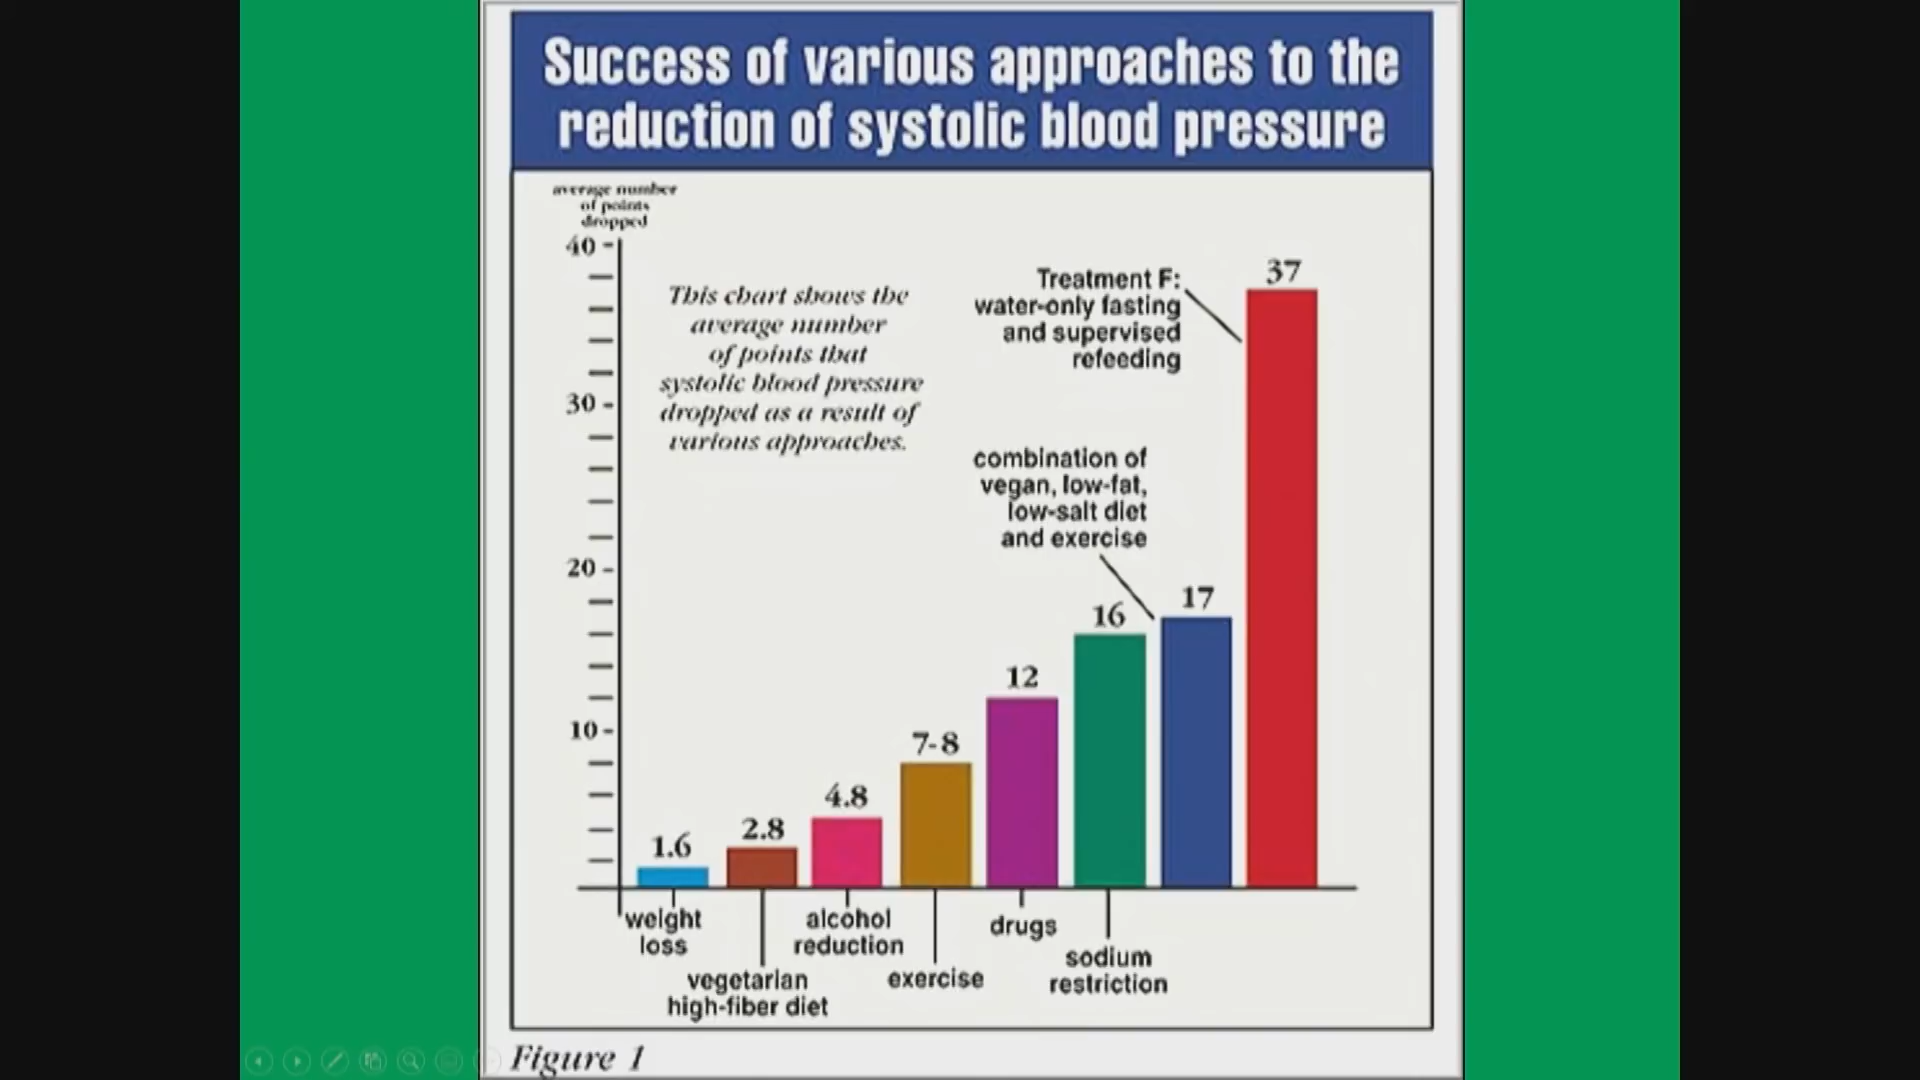 Success of various approaches to the
reduction of systolic blood pressure
average number
of points
dropped
40
30
20
10
This chart shows the
average number
of points that
systolic blood pressure
dropped as a result of
various approaches.
Treatment F:
water-only fasting
and supervised
refeeding
37
combination of
vegan, low-fat,
low-salt diet
and exercise
17
16
12
7-8
4.8
2.8
1.6
weight
loss
vegetarian
high-fiber diet
alcohol
reduction
exercise
drugs
sodium
restriction
Figure 1